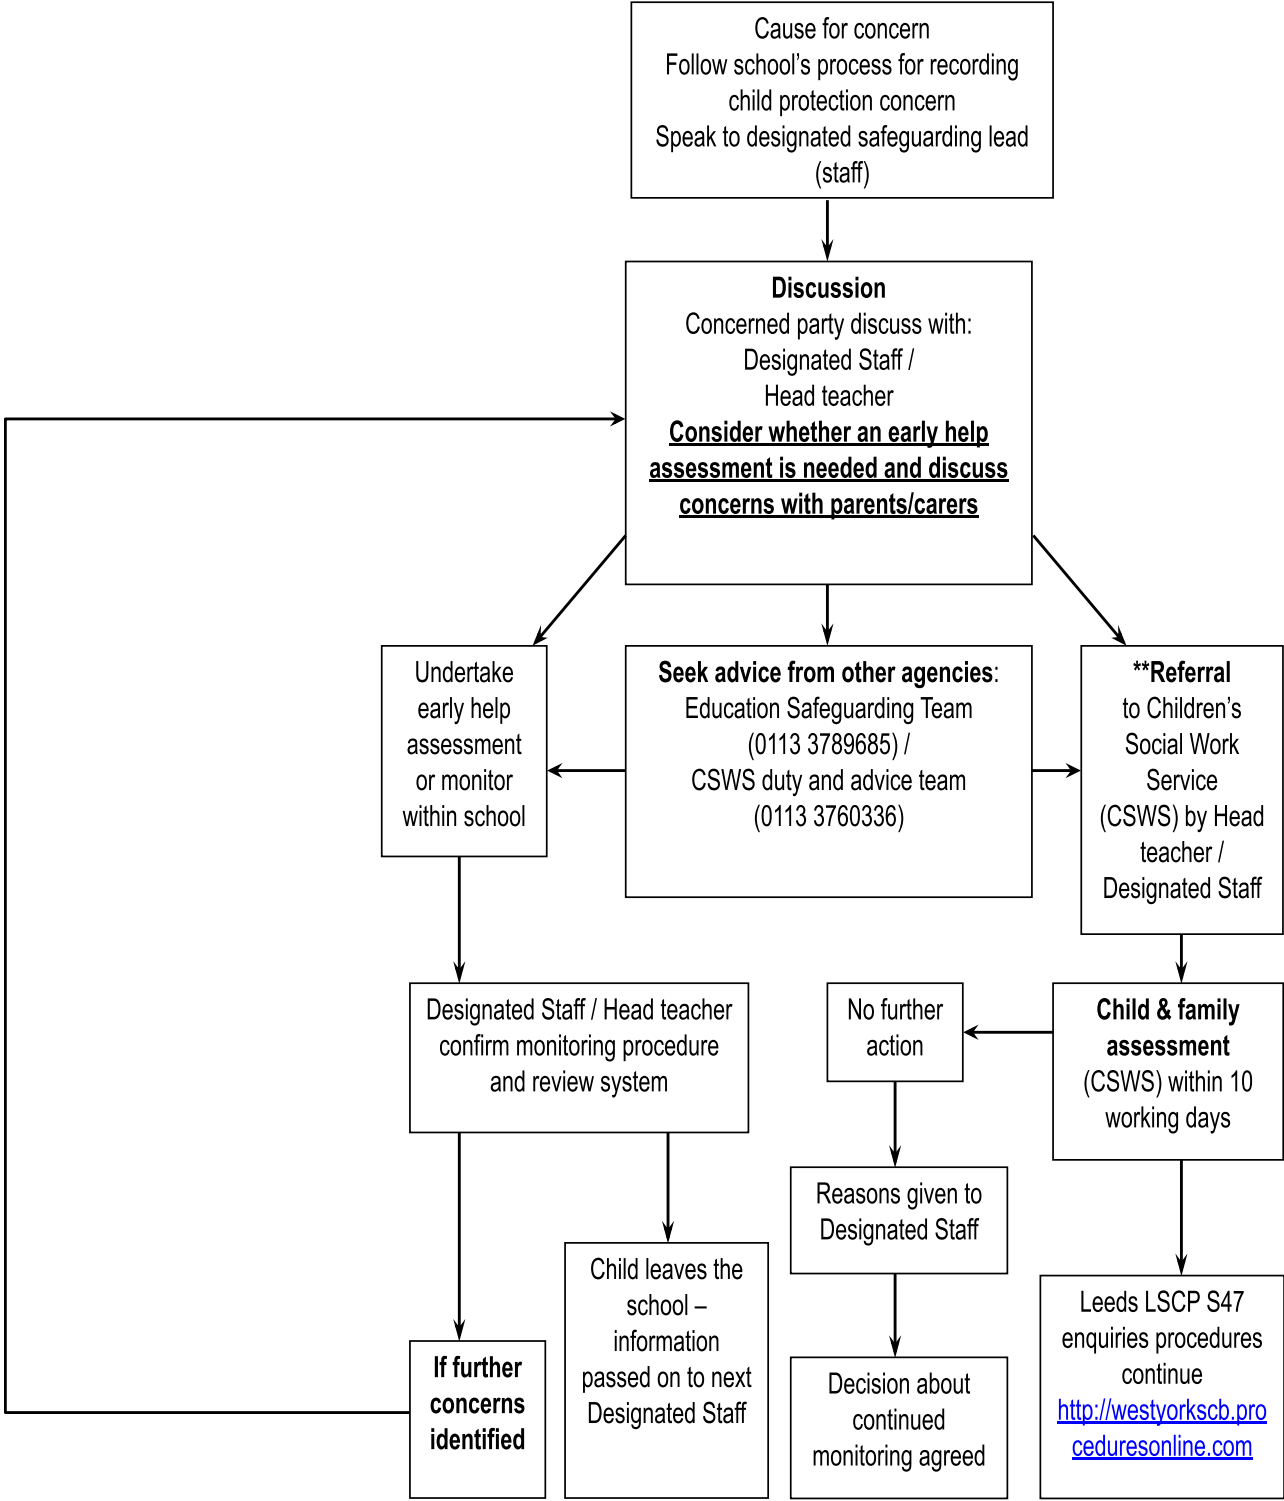 Cause for concern
Follow school’s process for recording
child protection concern
Speak to designated safeguarding lead
(staff)
Discussion
Concerned party discuss with:
Designated Staff /
Head teacher
Consider whether an early help
assessment is needed and discuss
concerns with parents/carers
Undertake
early help
assessment
or monitor
within school
Seek advice from other agencies:
Education Safeguarding Team
(0113 3789685) /
CSWS duty and advice team
(0113 3760336)
**Referral
to Children’s
Social Work
Service
(CSWS) by Head
teacher /
Designated Staff
Designated Staff / Head teacher
confirm monitoring procedure
and review system
No further
action
Child & family
assessment
(CSWS) within 10
working days
Reasons given to
Designated Staff
Child leaves the
school –
information
passed on to next
Designated Staff
Leeds LSCP S47
enquiries procedures
continue
http://westyorkscb.pro
ceduresonline.com
If further
concerns
identified
Decision about
continued
monitoring agreed